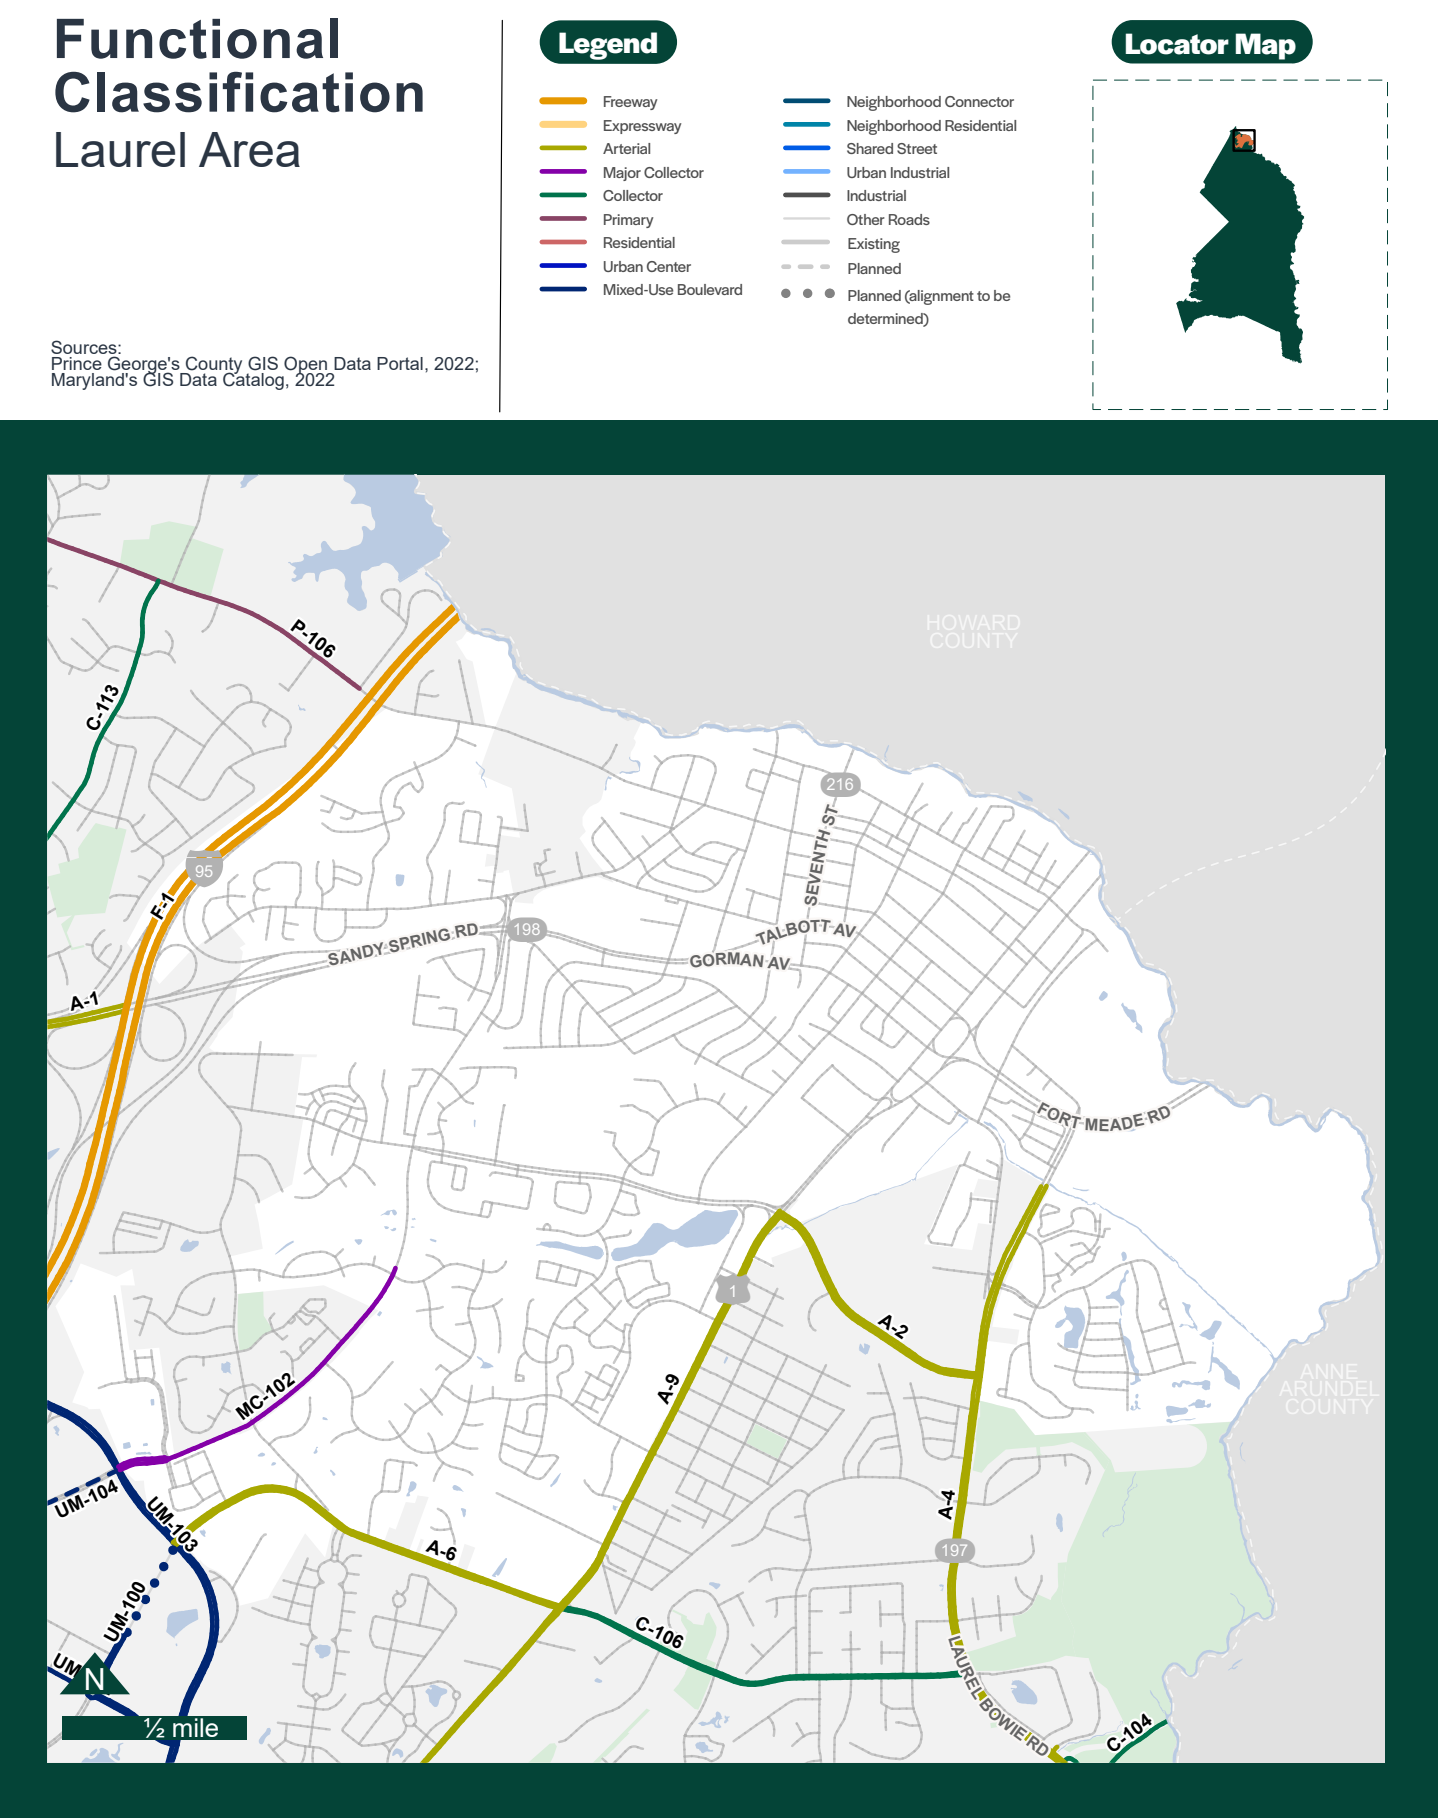 Functional
Classification
Laurel Area
Sources:
Prince George's County GIS Open Data Portal, 2022;
Maryland's GIS Data Catalog, 2022
Legend
Freeway
Expressway
Arterial
Major Collector
Collector
Primary
Residential
Urban Center
Mixed-Use Boulevard
Neighborhood Connector
Neighborhood Residential
Shared Street
Urban Industrial
Industrial
Other Roads
Existing
Planned
Planned (alignment to be
determined)
Locator Map
HOWARD
COUNTY
P-106
C-113
216
SEVENTH ST
95
F-1
198
SANDY SPRING RD
TALBOTT AV
GORMAN AV
A-1
FORT MEADE RD
1
A-2
A-9
MC-102
ANNE
ARUNDEL
COUNTY
UM-104
UM-103
A-4
197
A-6
UM-100
C-106
UM
N
LAUREL BOWIE RD
C-104
½ mile